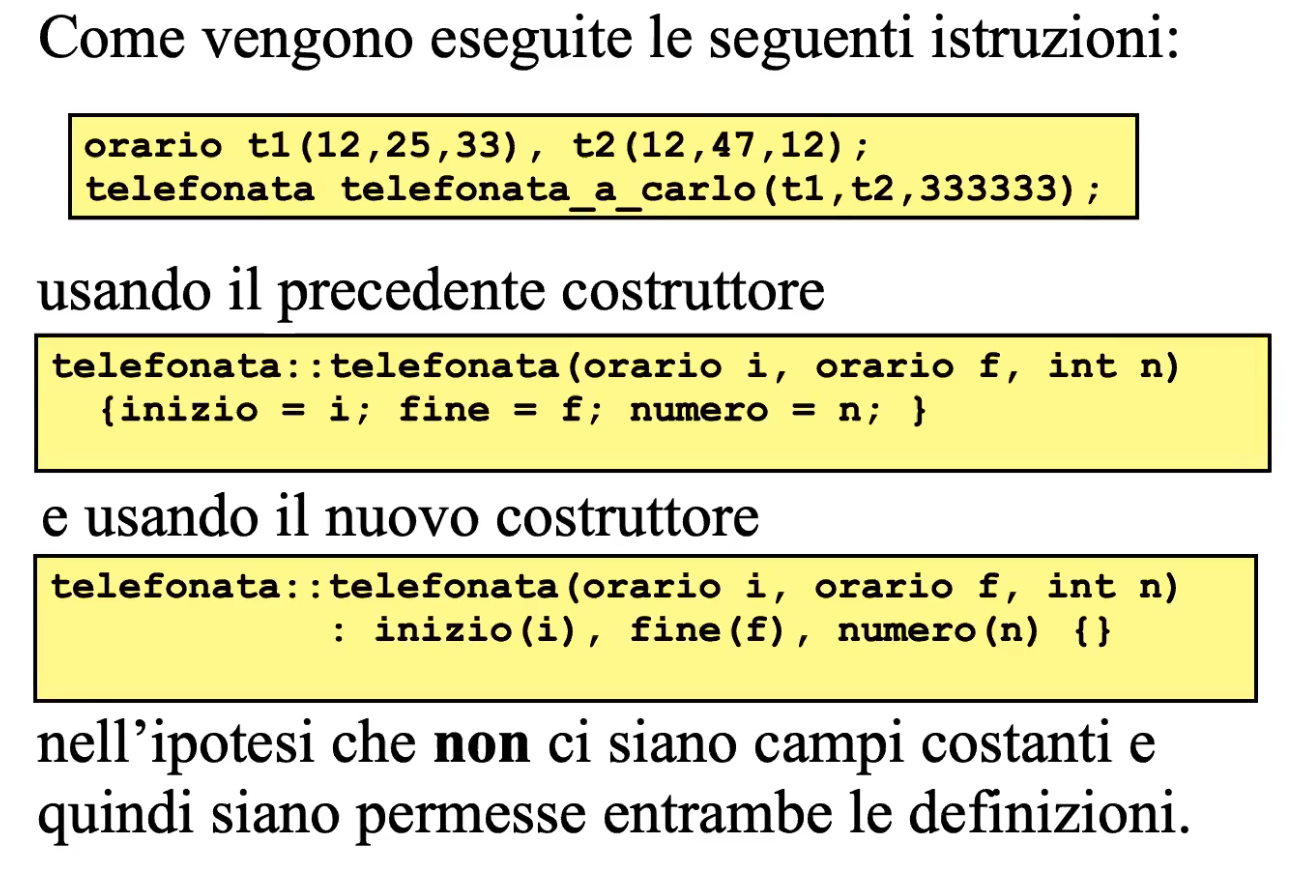 Come vengono eseguite le seguenti istruzioni:
orario t1(12,25,33), t2(12,47,12);
telefonata telefonata_a_carlo(t1,t2,333333);
usando il precedente costruttore
telefonata::telefonata(orario i, orario f, int n)
{inizio = i; fine = f; numero = n; }
e usando il nuovo costruttore
telefonata::telefonata(orario i, orario f, int n)
: inizio(i), fine(f), numero(n) {}
nell’ipotesi che non ci siano campi costanti e
quindi siano permesse entrambe le definizioni.